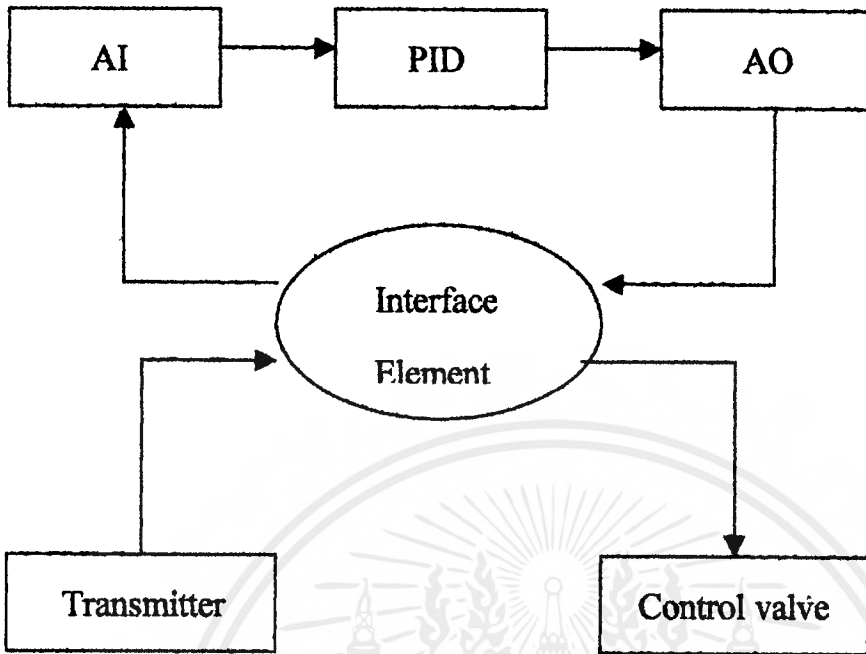 AI
PID
AO
Interface
Element
Transmitter
Control valve